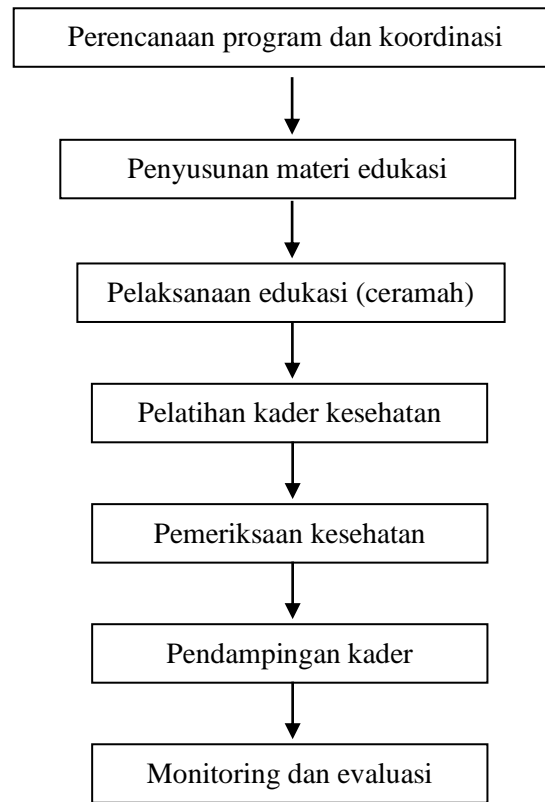 Perencanaan program dan koordinasi
Penyusunan materi edukasi
Pelaksanaan edukasi (ceramah)
Pelatihan kader kesehatan
Pemeriksaan kesehatan
Pendampingan kader
Monitoring dan evaluasi